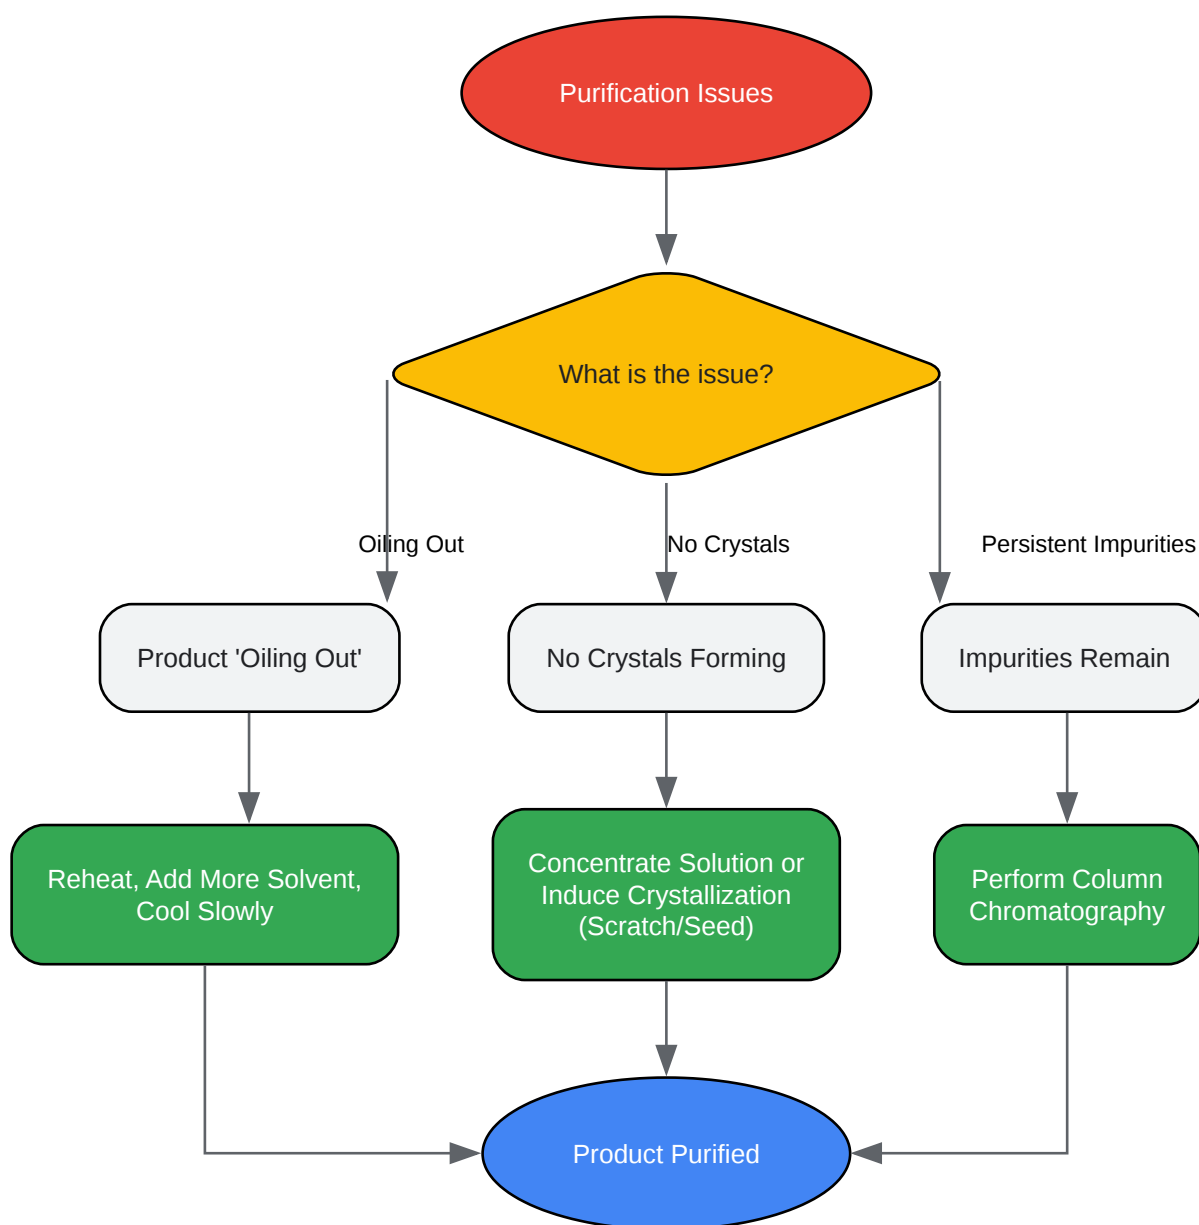 Purification Issues
What is the issue?
Oiling Out
No Crystals
Persistent Impurities
Product 'Oiling Out'
No Crystals Forming
Impurities Remain
Reheat, Add More Solvent,
Cool Slowly
Concentrate Solution or
Induce Crystallization
(Scratch/Seed)
Perform Column
Chromatography
Product Purified